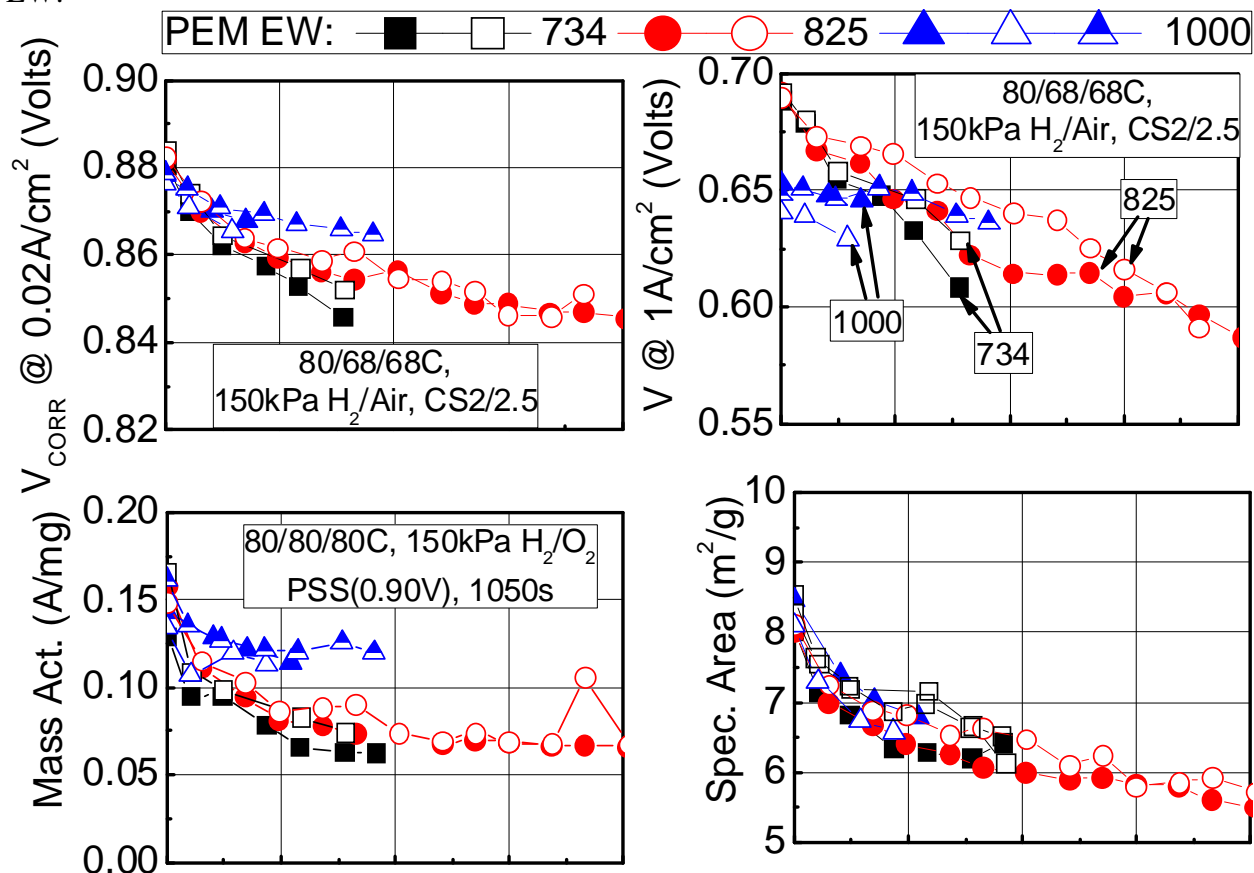 EW.
PEM EW: 734 825 1000
V_CORR @ 0.02A/cm² (Volts)
0.90
0.88
0.86
0.84
0.82
80/68/68C,
150kPa H₂/Air, CS2/2.5
V @ 1A/cm² (Volts)
0.70
0.65
0.60
0.55
80/68/68C,
150kPa H₂/Air, CS2/2.5
825
1000
734
Mass Act. (A/mg)
0.20
0.15
0.10
0.05
0.00
80/80/80C, 150kPa H₂/O₂
PSS(0.90V), 1050s
Spec. Area (m²/g)
10
9
8
7
6
5